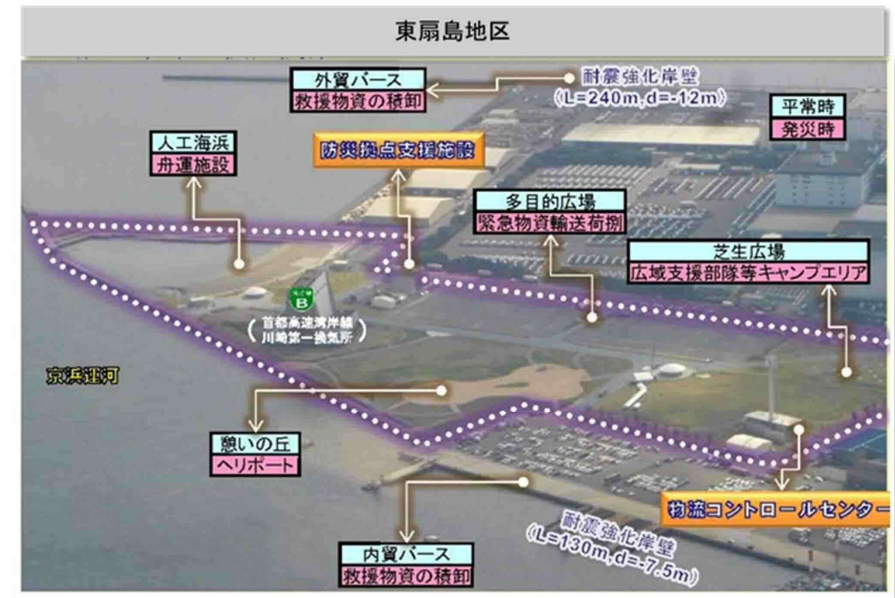 東扇島地区
外貿バース
救援物資の積卸
耐震強化岸壁
(L=240m,d=-12m)
平常時
発災時
人工海浜
舟運施設
防災拠点支援施設
多目的広場
緊急物資輸送荷捌
芝生広場
広域支援部隊等キャンプエリア
B
(首都高速湾岸線
川崎第一換気所)
京浜運河
憩いの丘
ヘリポート
物流コントロールセンター
耐震強化岸壁
(L=130m,d=-7.5m)
内貿バース
救援物資の積卸